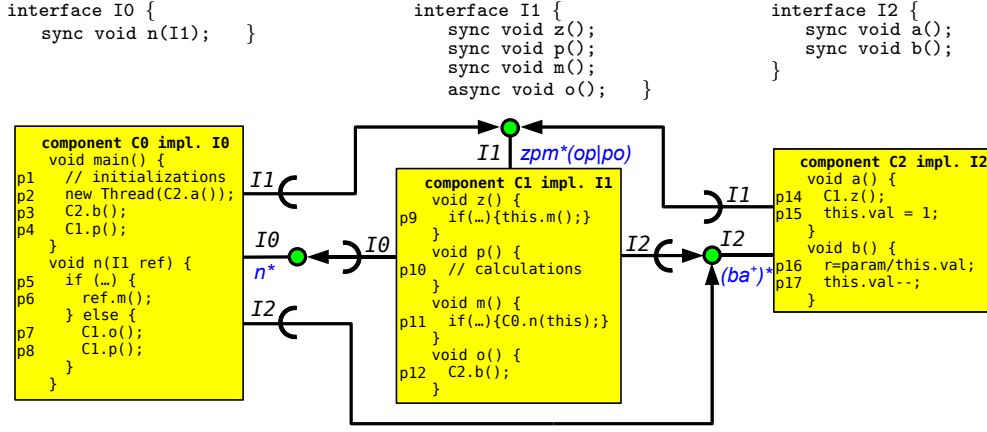 interface I0 {
sync void n(I1);   }
interface I1 {
sync void z();
sync void p();
sync void m();
async void o();   }
interface I2 {
sync void a();
sync void b();
}
component C0 impl. I0
void main() {
p1 // initializations
p2 new Thread(C2.a());
p3 C2.b();
p4 C1.p();
}
void n(I1 ref) {
p5 if (…) {
p6 ref.m();
} else {
p7 C1.o();
p8 C1.p();
}
}
I1
I0
n*
I2
I0
I1
zpm*(op|po)
component C1 impl. I1
void z() {
p9 if(…){this.m();}
}
void p() {
p10 // calculations
}
void m() {
p11 if(…){C0.n(this);}
}
void o() {
p12 C2.b();
}
I2
I1
I2
(ba⁺)*
component C2 impl. I2
void a() {
p14 C1.z();
p15 this.val = 1;
}
void b() {
p16 r=param/this.val;
p17 this.val--;
}